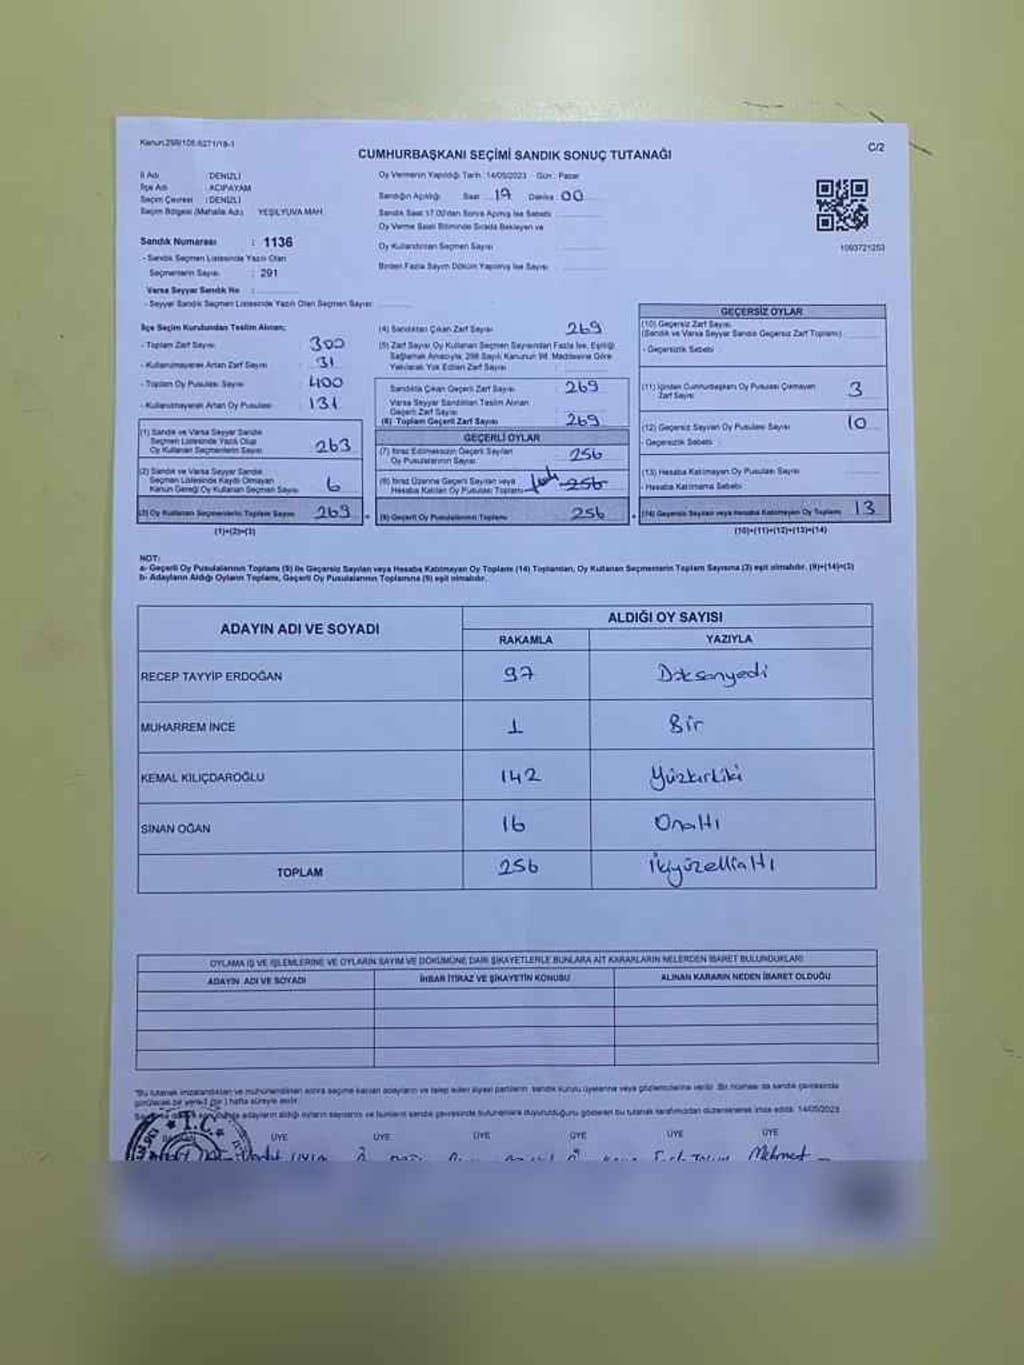 Kanun:298/105,6271/18-1
CUMHURBAŞKANI SEÇİMİ SANDIK SONUÇ TUTANAĞI
C/2
İl Adı : DENİZLİ
İlçe Adı : ACIPAYAM
Seçim Çevresi : DENİZLİ
Seçim Bölgesi (Mahalle Adı) YEŞİLYUVA MAH.
Sandık Numarası : 1136
- Sandık Seçmen Listesinde Yazılı Olan
Seçmenlerin Sayısı : 291
Varsa Seyyar Sandık No :
- Seyyar Sandık Seçmen Listesinde Yazılı Olan Seçmen Sayısı:
Oy Vermenin Yapıldığı Tarih : 14/05/2023 Gün : Pazar
Sandığın Açıldığı Saat : 17 Dakika : 00
Sandık Saat 17.00'dan Sonra Açılmış İse Sebebi
Oy Verme Saati Bitiminde Sırada Bekleyen ve
Oy Kullandırılan Seçmen Sayısı
Birden Fazla Sayım Döküm Yapılmış İse Sayısı
1093721253
İlçe Seçim Kurulundan Teslim Alınan;
- Toplam Zarf Sayısı : 300
- Kullanılmayarak Artan Zarf Sayısı : 31
- Toplam Oy Pusulası Sayısı : 400
- Kullanılmayarak Artan Oy Pusulası : 131
(1) Sandık ve Varsa Seyyar Sandık
Seçmen Listesinde Yazılı Olup
Oy Kullanan Seçmenlerin Sayısı 263
(2) Sandık ve Varsa Seyyar Sandık
Seçmen Listesinde Kaydı Olmayan
Kanun Gereği Oy Kullanan Seçmen Sayısı 6
(3) Oy Kullanan Seçmenlerin Toplam Sayısı 269
(1)+(2)=(3)
(4) Sandıktan Çıkan Zarf Sayısı 269
(5) Zarf Sayısı Oy Kullanan Seçmen Sayısından Fazla İse, Eşitliği
Sağlamak Amacıyla, 298 Sayılı Kanunun 98. Maddesine Göre
Yakılarak Yok Edilen Zarf Sayısı
Sandıkta Çıkan Geçerli Zarf Sayısı 269
Varsa Seyyar Sandıktan Teslim Alınan
Geçerli Zarf Sayısı
(6) Toplam Geçerli Zarf Sayısı 269
GEÇERLİ OYLAR
(7) İtiraz Edilmeksizin Geçerli Sayılan
Oy Pusulalarının Sayısı 256
(8) İtiraz Üzerine Geçerli Sayılan veya
Hesaba Katılan Oy Pusulası Toplamı 256
(9) Geçerli Oy Pusulalarının Toplamı 256
GEÇERSİZ OYLAR
(10) Geçersiz Zarf Sayısı
(Sandık ve Varsa Seyyar Sandık Geçersiz Zarf Toplamı)
- Geçersizlik Sebebi
(11) İçinden Cumhurbaşkanı Oy Pusulası Çıkmayan
Zarf Sayısı 3
(12) Geçersiz Sayılan Oy Pusulası Sayısı 10
- Geçersizlik Sebebi
(13) Hesaba Katılmayan Oy Pusulası Sayısı
- Hesaba Katılmama Sebebi
(14) Geçersiz Sayılan veya Hesaba Katılmayan Oy Toplamı 13
(10)+(11)+(12)+(13)=(14)
NOT:
a- Geçerli Oy Pusulalarının Toplamı (9) ile Geçersiz Sayılan veya Hesaba Katılmayan Oy Toplamı (14) Toplamları, Oy Kullanan Seçmenlerin Toplam Sayısına (3) eşit olmalıdır. (9)+(14)=(3)
b- Adayların Aldığı Oyların Toplamı, Geçerli Oy Pusulalarının Toplamına (9) eşit olmalıdır.
ADAYIN ADI VE SOYADI ALDIĞI OY SAYISI
RAKAMLA YAZIYLA
RECEP TAYYİP ERDOĞAN 97 Doksanyedi
MUHARREM İNCE 1 Bir
KEMAL KILIÇDAROĞLU 142 Yüzkırkiki
SİNAN OĞAN 16 Onaltı
TOPLAM 256 İkiyüzellialtı
OYLAMA İŞ VE İŞLEMLERİNE VE OYLARIN SAYIM VE DÖKÜMÜNE DAİR ŞİKAYETLERLE BUNLARA AİT KARARLARIN NELERDEN İBARET BULUNDUKLARI
ADAYIN ADI VE SOYADI İHBAR İTİRAZ VE ŞİKAYETİN KONUSU ALINAN KARARIN NEDEN İBARET OLDUĞU
"Bu tutanak imzalandıktan ve mühürlendikten sonra seçime katılan adayların ve talep eden siyasi partilerin sandık kurulu üyelerine veya gözlemcilerine verilir. Bir nüshası da sandık çevresinde
görülecek bir yere 1 (bir) hafta süreyle asılır.
adayların aldığı oyların sayılarını ve bunların sandık çevresinde bulunanlara duyurulduğunu gösteren bu tutanak tarafımızdan düzenlenerek imza edildi. 14/05/2023
T.C.
ÜYE ÜYE ÜYE ÜYE ÜYE ÜYE
Mehmet